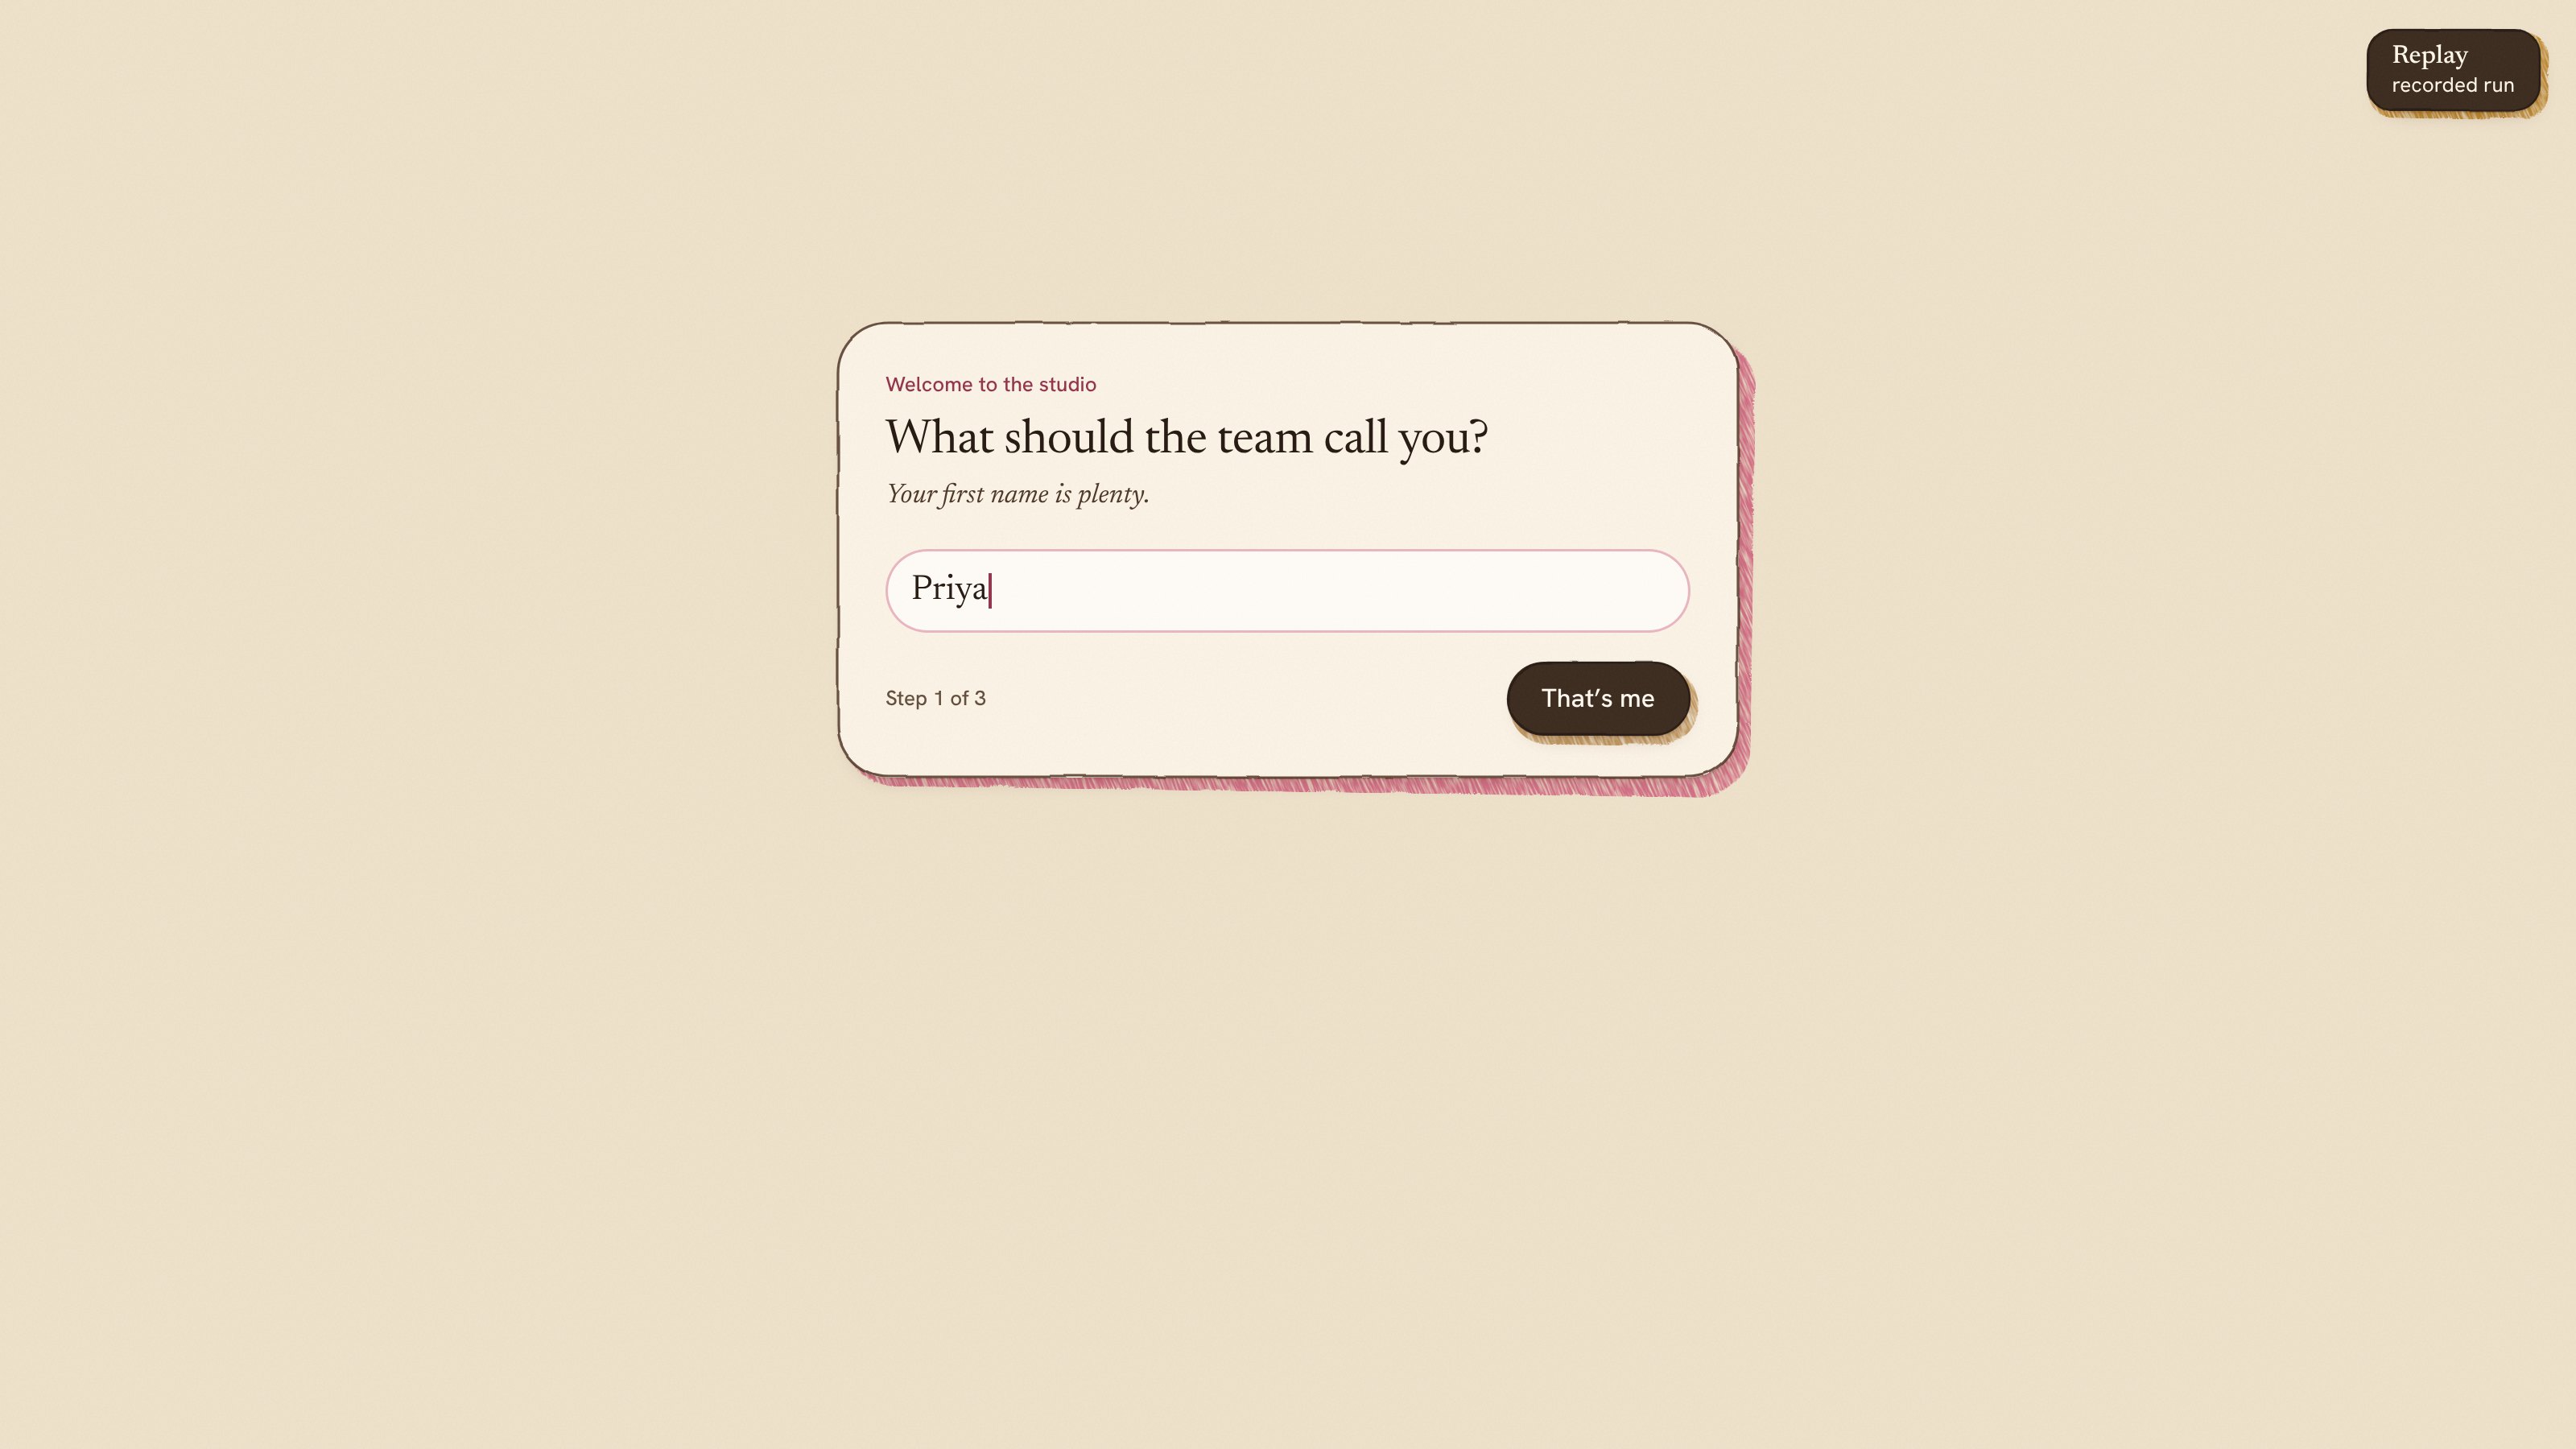 Replay
recorded run
Welcome to the studio
What should the team call you?
Your first name is plenty.
Priya
Step 1 of 3
That’s me